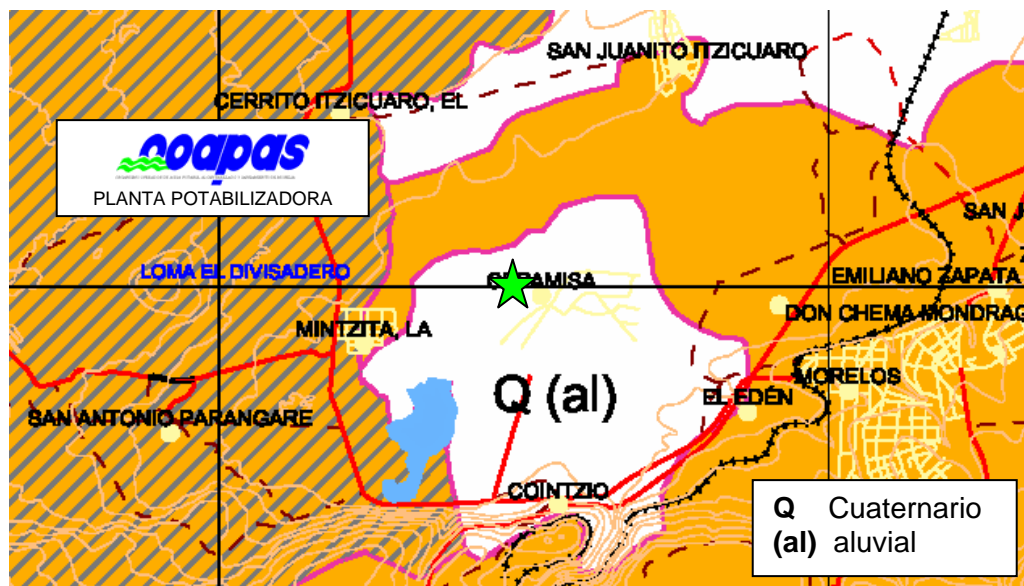 SAN JUANITO ITZICUARO
CERRITO ITZICUARO, EL
ooapas
PLANTA POTABILIZADORA
SAN J
LOMA EL DIVISADERO
EMILIANO ZAPATA
DON CHEMA MONDRAG
MINTZITA, LA
MORELOS
EL EDÉN
Q (al)
SAN ANTONIO PARANGARE
COINTZIO
Q Cuaternario
(al) aluvial